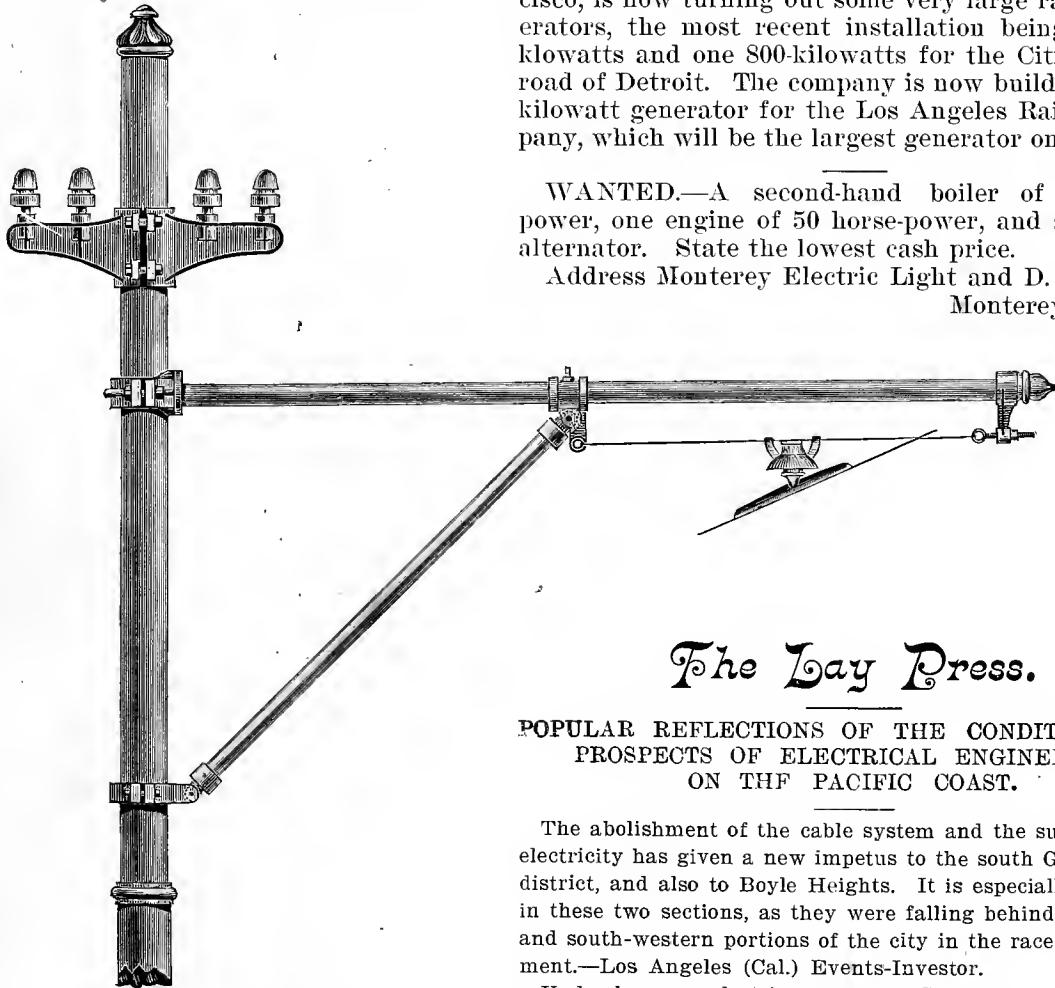 cisco, is now turning out some very large ra
erators, the most recent installation being
klowatts and one 800-kilowatts for the Cit
road of Detroit. The company is now build
kilowatt generator for the Los Angeles Rai
pany, which will be the largest generator on
WANTED.—A second-hand boiler of
power, one engine of 50 horse-power, and
alternator. State the lowest cash price.
Address Monterey Electric Light and D.
Monterey
The Lay Press.
POPULAR REFLECTIONS OF THE CONDIT
PROSPECTS OF ELECTRICAL ENGINE
ON THF PACIFIC COAST.
The abolishment of the cable system and the su
electricity has given a new impetus to the south G
district, and also to Boyle Heights. It is especial
in these two sections, as they were falling behind
and south-western portions of the city in the race
ment.—Los Angeles (Cal.) Events-Investor.